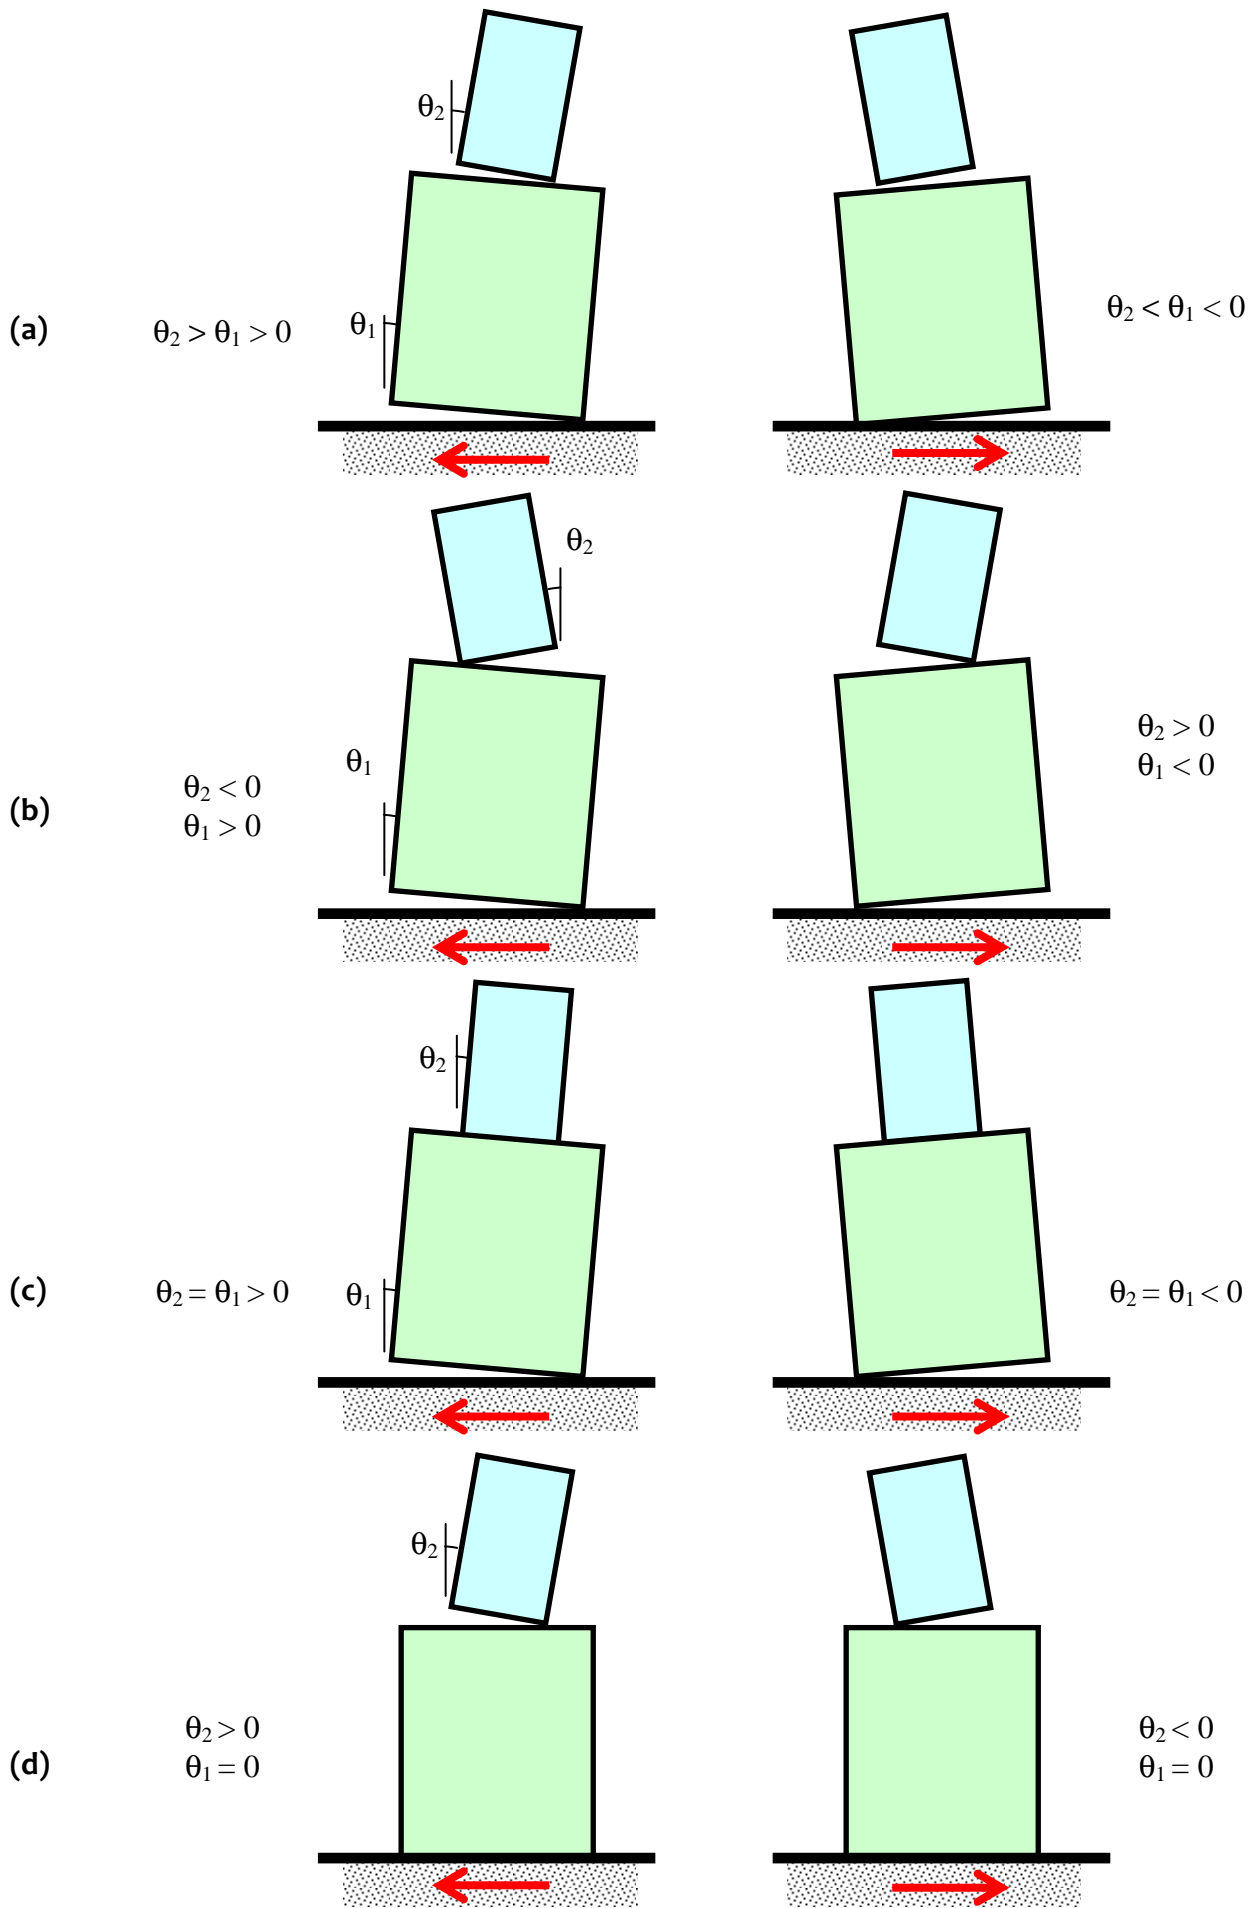 θ2
(a)
θ2 > θ1 > 0
θ1
θ2 < θ1 < 0
θ2
θ1
(b)
θ2 < 0
θ1 > 0
θ2 > 0
θ1 < 0
θ2
(c)
θ2 = θ1 > 0
θ1
θ2 = θ1 < 0
θ2
(d)
θ2 > 0
θ1 = 0
θ2 < 0
θ1 = 0